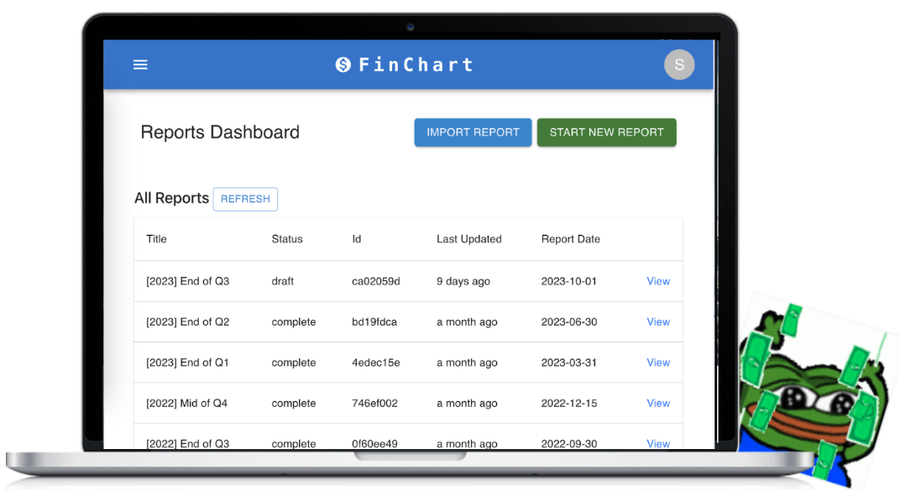 FinChart
S
Reports Dashboard
IMPORT REPORT
START NEW REPORT
All Reports REFRESH
Title Status Id Last Updated Report Date
[2023] End of Q3 draft ca02059d 9 days ago 2023-10-01 View
[2023] End of Q2 complete bd19fdca a month ago 2023-06-30 View
[2023] End of Q1 complete 4edec15e a month ago 2023-03-31 View
[2022] Mid of Q4 complete 746ef002 a month ago 2022-12-15 View
[2022] End of Q3 complete 0f60ee49 a month ago 2022-09-30 View